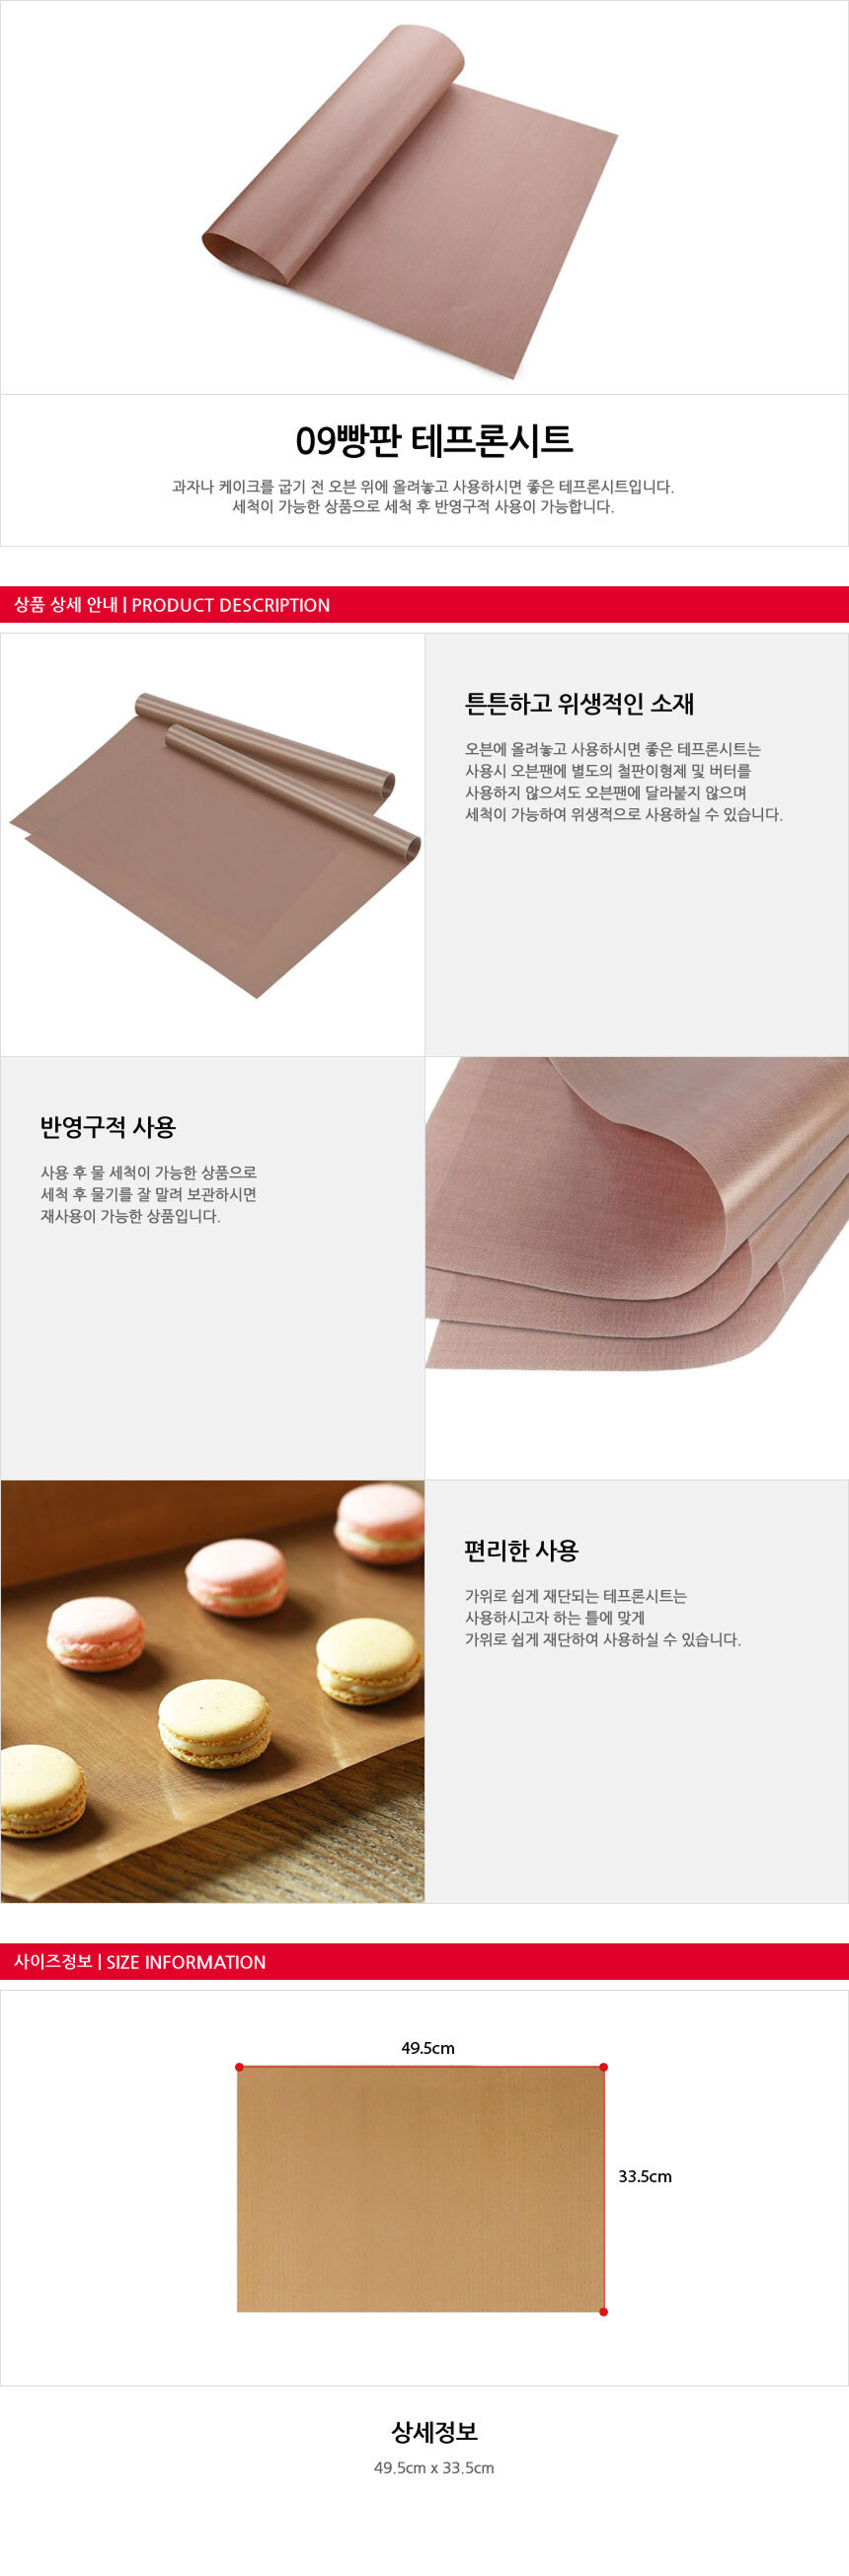 09빵판 테프론시트
과자나 케이크를 굽기 전 오븐 위에 올려놓고 사용하시면 좋은 테프론시트입니다.
세척이 가능한 상품으로 세척 후 반영구적 사용이 가능합니다.
상품 상세 안내 | PRODUCT DESCRIPTION
튼튼하고 위생적인 소재
오븐에 올려놓고 사용하시면 좋은 테프론시트는
사용시 오븐팬에 별도의 철판이형제 및 버터를
사용하지 않으셔도 오븐팬에 달라붙지 않으며
세척이 가능하여 위생적으로 사용하실 수 있습니다.
반영구적 사용
사용 후 물 세척이 가능한 상품으로
세척 후 물기를 잘 말려 보관하시면
재사용이 가능한 상품입니다.
편리한 사용
가위로 쉽게 재단되는 테프론시트는
사용하시고자 하는 틀에 맞게
가위로 쉽게 재단하여 사용하실 수 있습니다.
사이즈정보 | SIZE INFORMATION
49.5cm
33.5cm
상세정보
49.5cm x 33.5cm